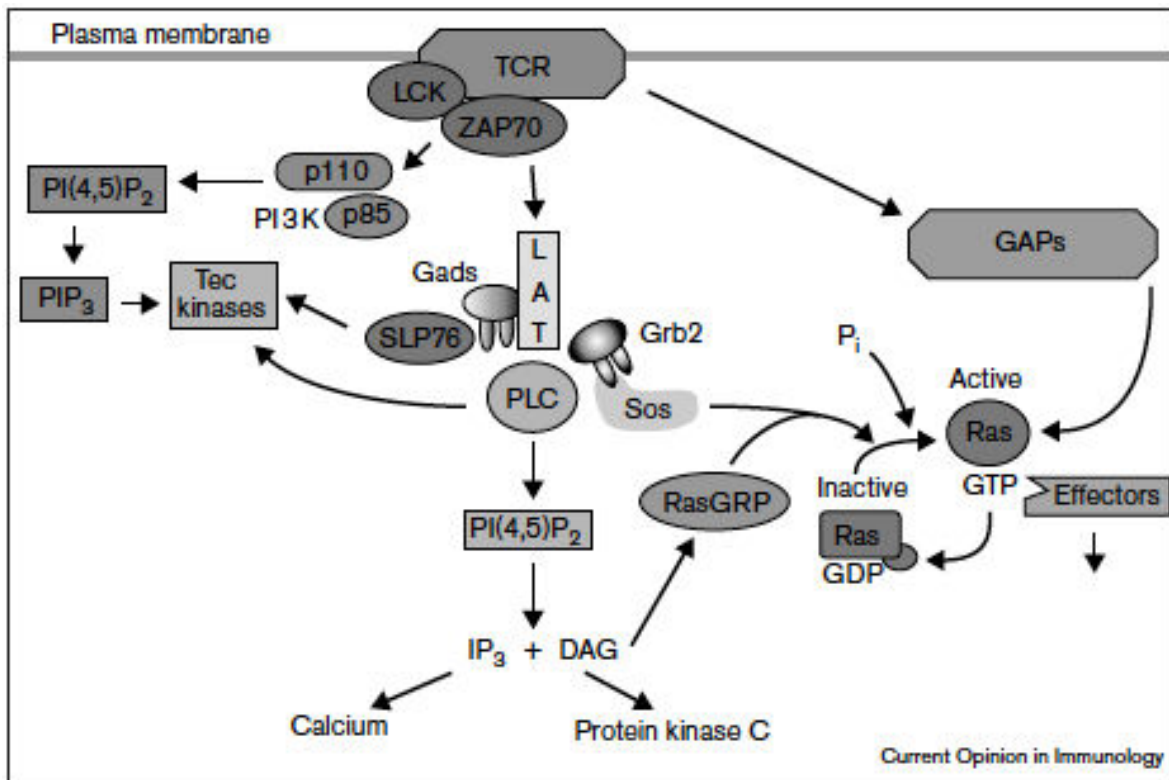 Plasma membrane
TCR
LCK
ZAP70
p110
PI(4,5)P₂
PI3K p85
GAPs
L
A
T
Gads
Tec
kinases
PIP₃
SLP76
Grb2
Pᵢ
Active
PLC
Sos
Ras
Inactive
GTP
Effectors
RasGRP
PI(4,5)P₂
Ras
GDP
IP₃ + DAG
Calcium
Protein kinase C
Current Opinion in Immunology